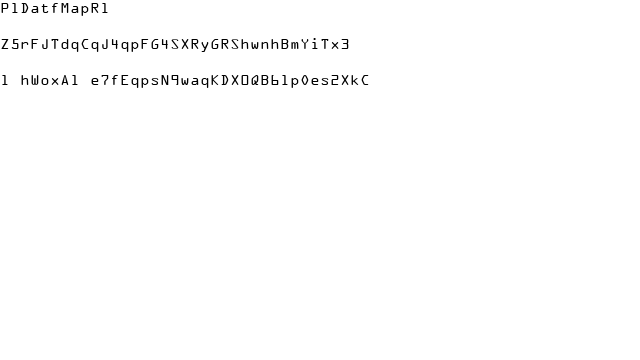 PlDatfMapRl
Z5rFJTdqCqJ4qpFG4SXRyGRShwnhBmYiTx3
l hWoxAl e7fEqpsN9waqKDXOQB6lp0es2XkC